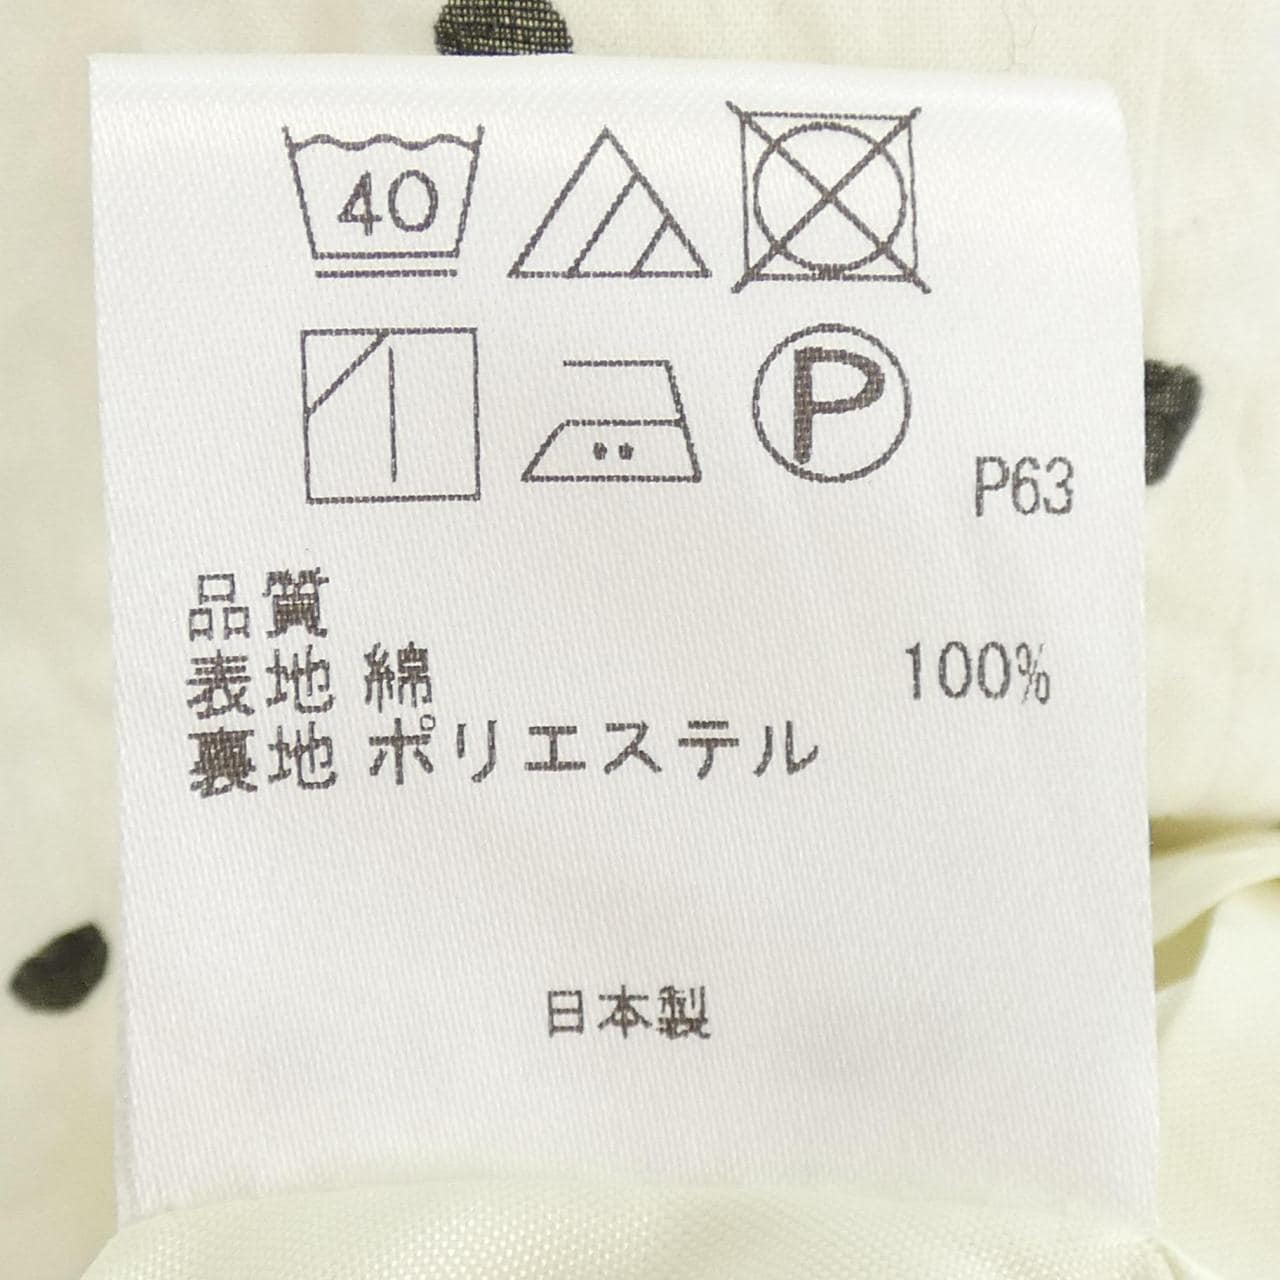 40
P
P63
品質
表地 綿 100%
裏地 ポリエステル
日本製